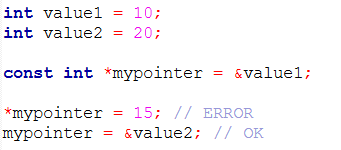 int value1 = 10;
int value2 = 20;
const int *mypointer = &value1;
*mypointer = 15; // ERROR
mypointer = &value2; // OK